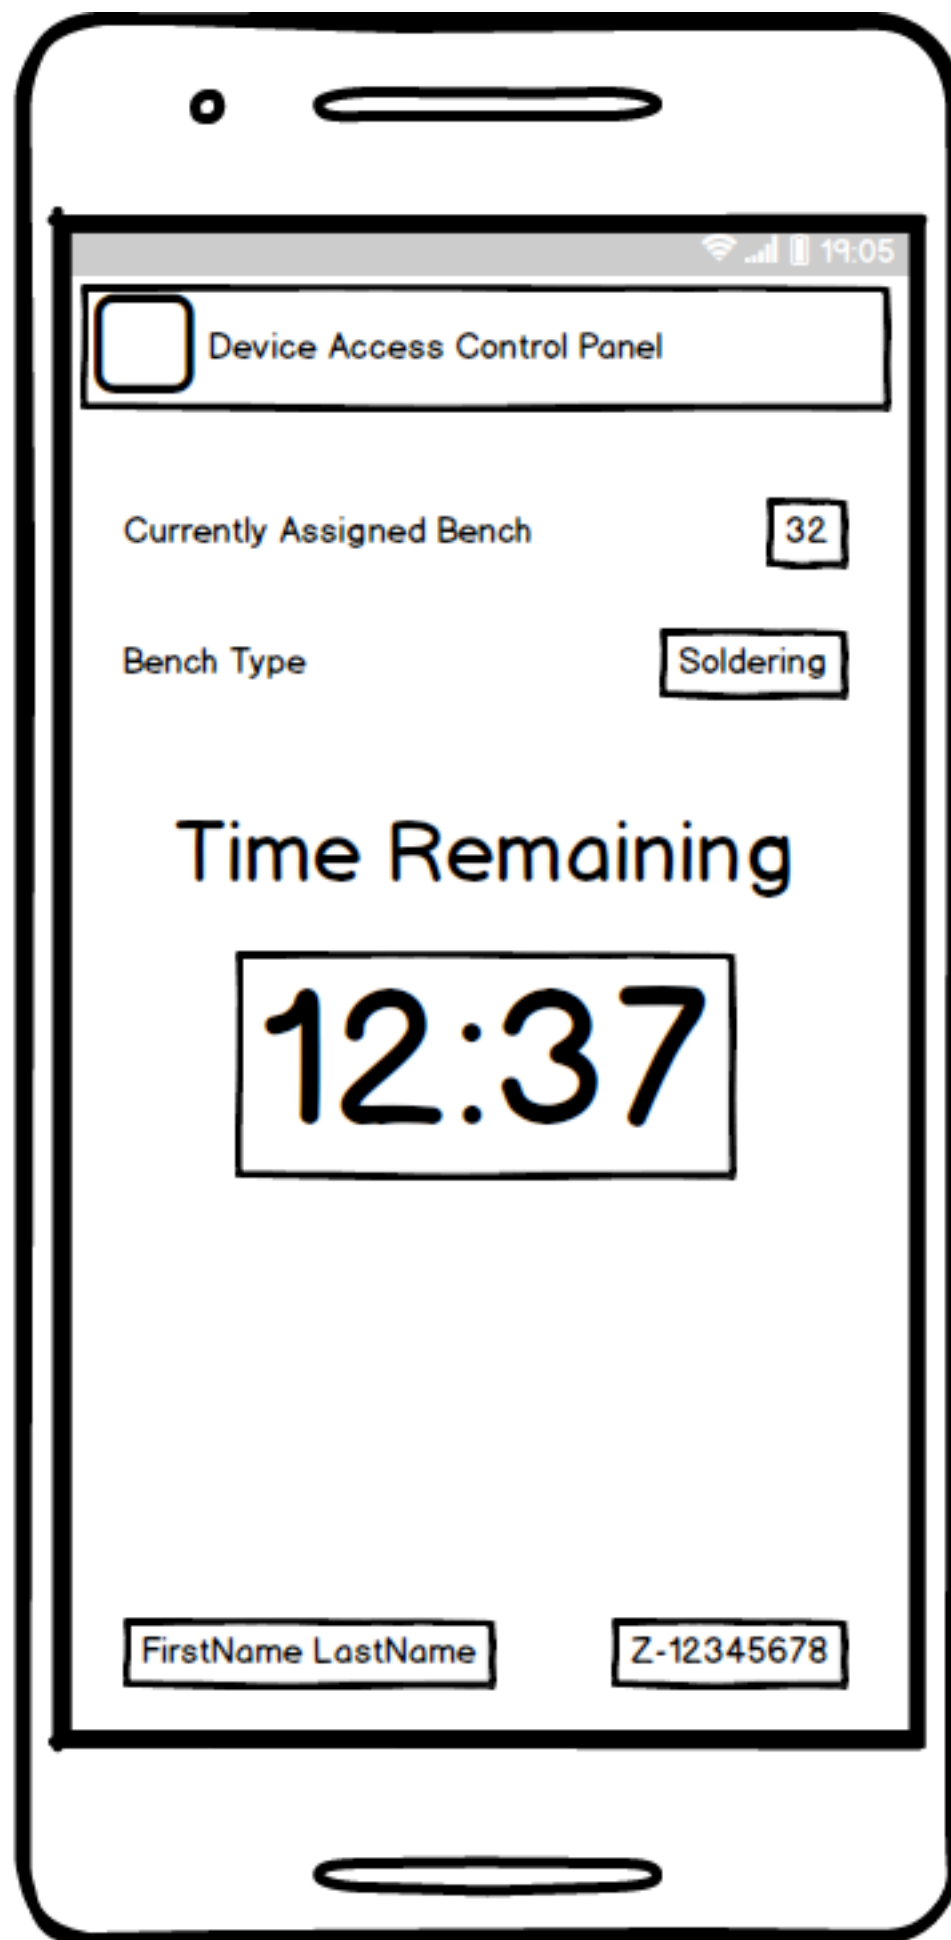 19:05
Device Access Control Panel
Currently Assigned Bench 32
Bench Type Soldering
Time Remaining
12:37
FirstName LastName Z-12345678